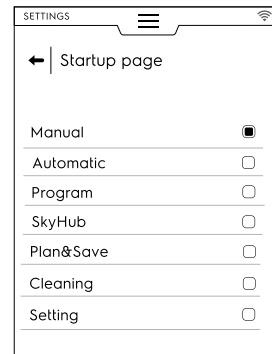 SETTINGS
Startup page
Manual
Automatic
Program
SkyHub
Plan&Save
Cleaning
Setting